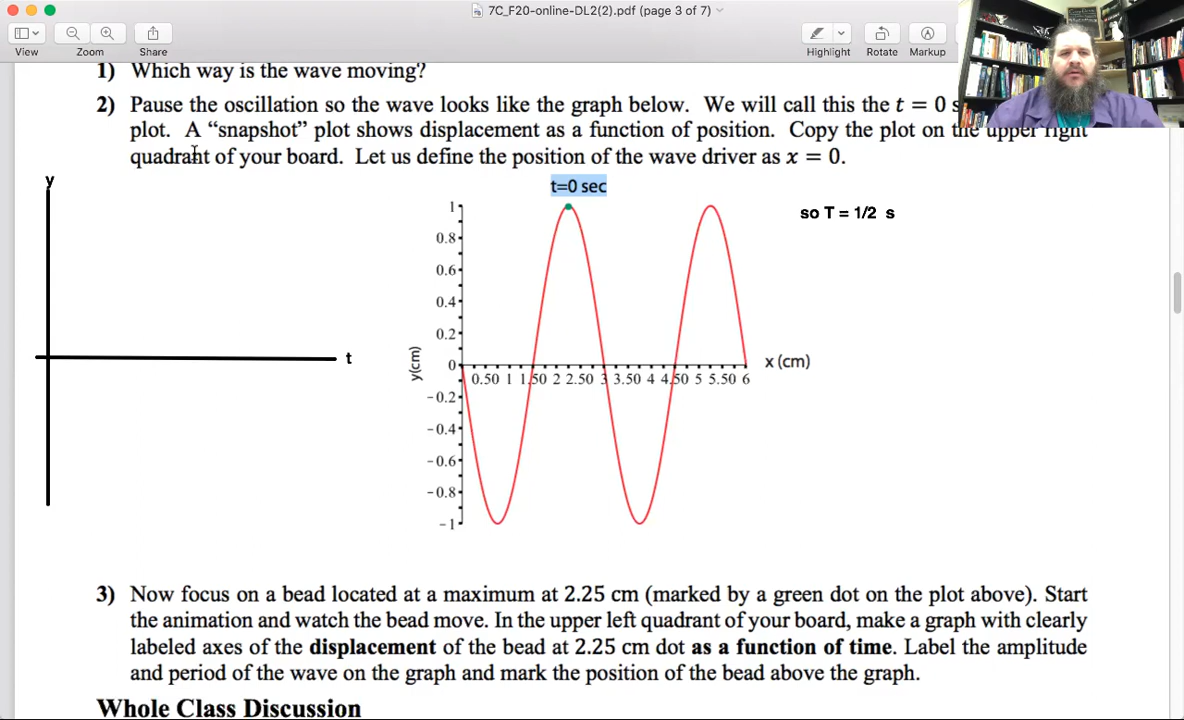 7C_F20-online-DL2(2).pdf (page 3 of 7)
View Zoom Share Highlight Rotate Markup
1) Which way is the wave moving?
2) Pause the oscillation so the wave looks like the graph below. We will call this the t = 0 s
plot. A “snapshot” plot shows displacement as a function of position. Copy the plot on the upper right
quadrant of your board. Let us define the position of the wave driver as x = 0.
y
t
t=0 sec
so T = 1/2 s
1
0.8
0.6
0.4
0.2
0
-0.2
-0.4
-0.6
-0.8
-1
y(cm)
0.50 1 1.50 2 2.50 3 3.50 4 4.50 5 5.50 6
x (cm)
3) Now focus on a bead located at a maximum at 2.25 cm (marked by a green dot on the plot above). Start
the animation and watch the bead move. In the upper left quadrant of your board, make a graph with clearly
labeled axes of the displacement of the bead at 2.25 cm dot as a function of time. Label the amplitude
and period of the wave on the graph and mark the position of the bead above the graph.
Whole Class Discussion